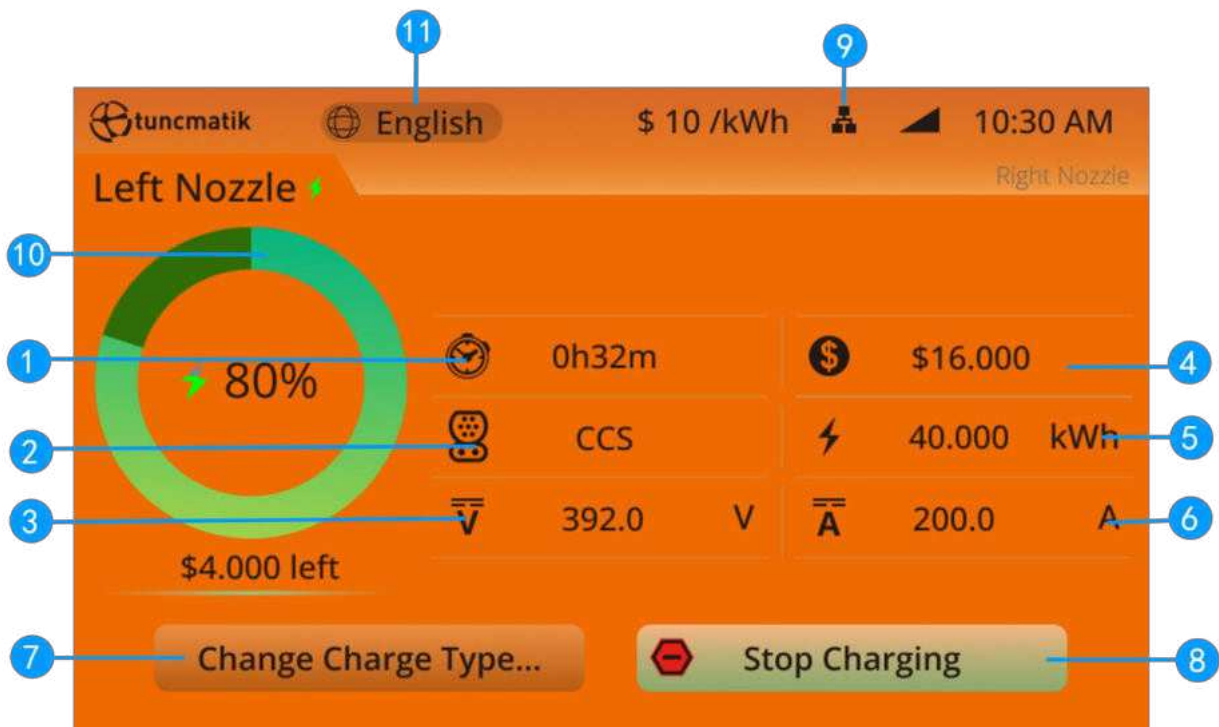 11
9
tuncmatik
English
$ 10 /kWh
10:30 AM
Left Nozzle
Right Nozzle
10
1
0h32m
$16.000
4
80%
2
CCS
40.000 kWh
5
3
V
392.0 V
A
200.0 A
6
$4.000 left
7
Change Charge Type...
Stop Charging
8